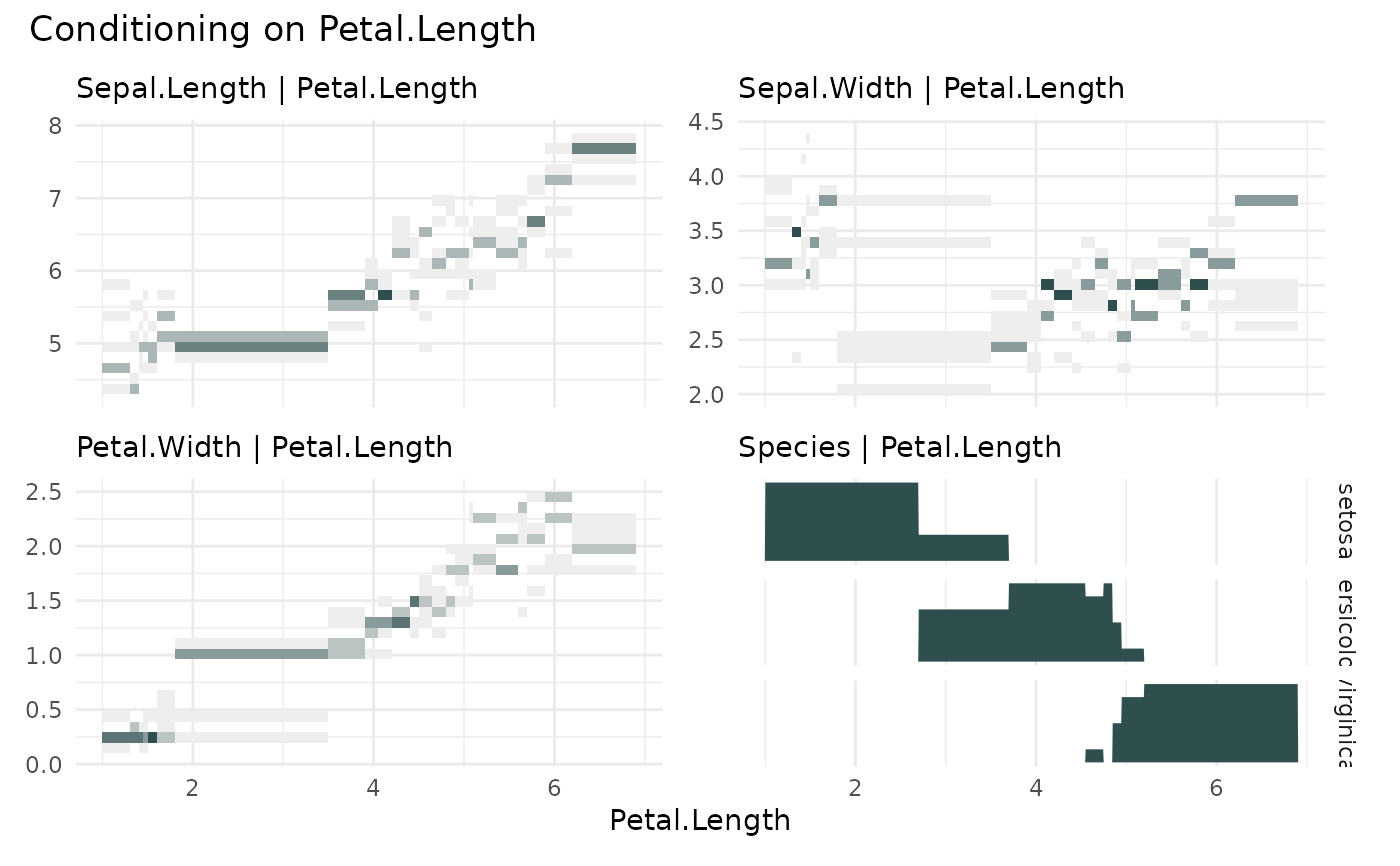 Conditioning on Petal.Length
Sepal.Length | Petal.Length
8
7
6
5
Sepal.Width | Petal.Length
4.5
4.0
3.5
3.0
2.5
2.0
Petal.Width | Petal.Length
2.5
2.0
1.5
1.0
0.5
0.0
2 4 6
Species | Petal.Length
setosa
ersicolc
2 4 6
Petal.Length